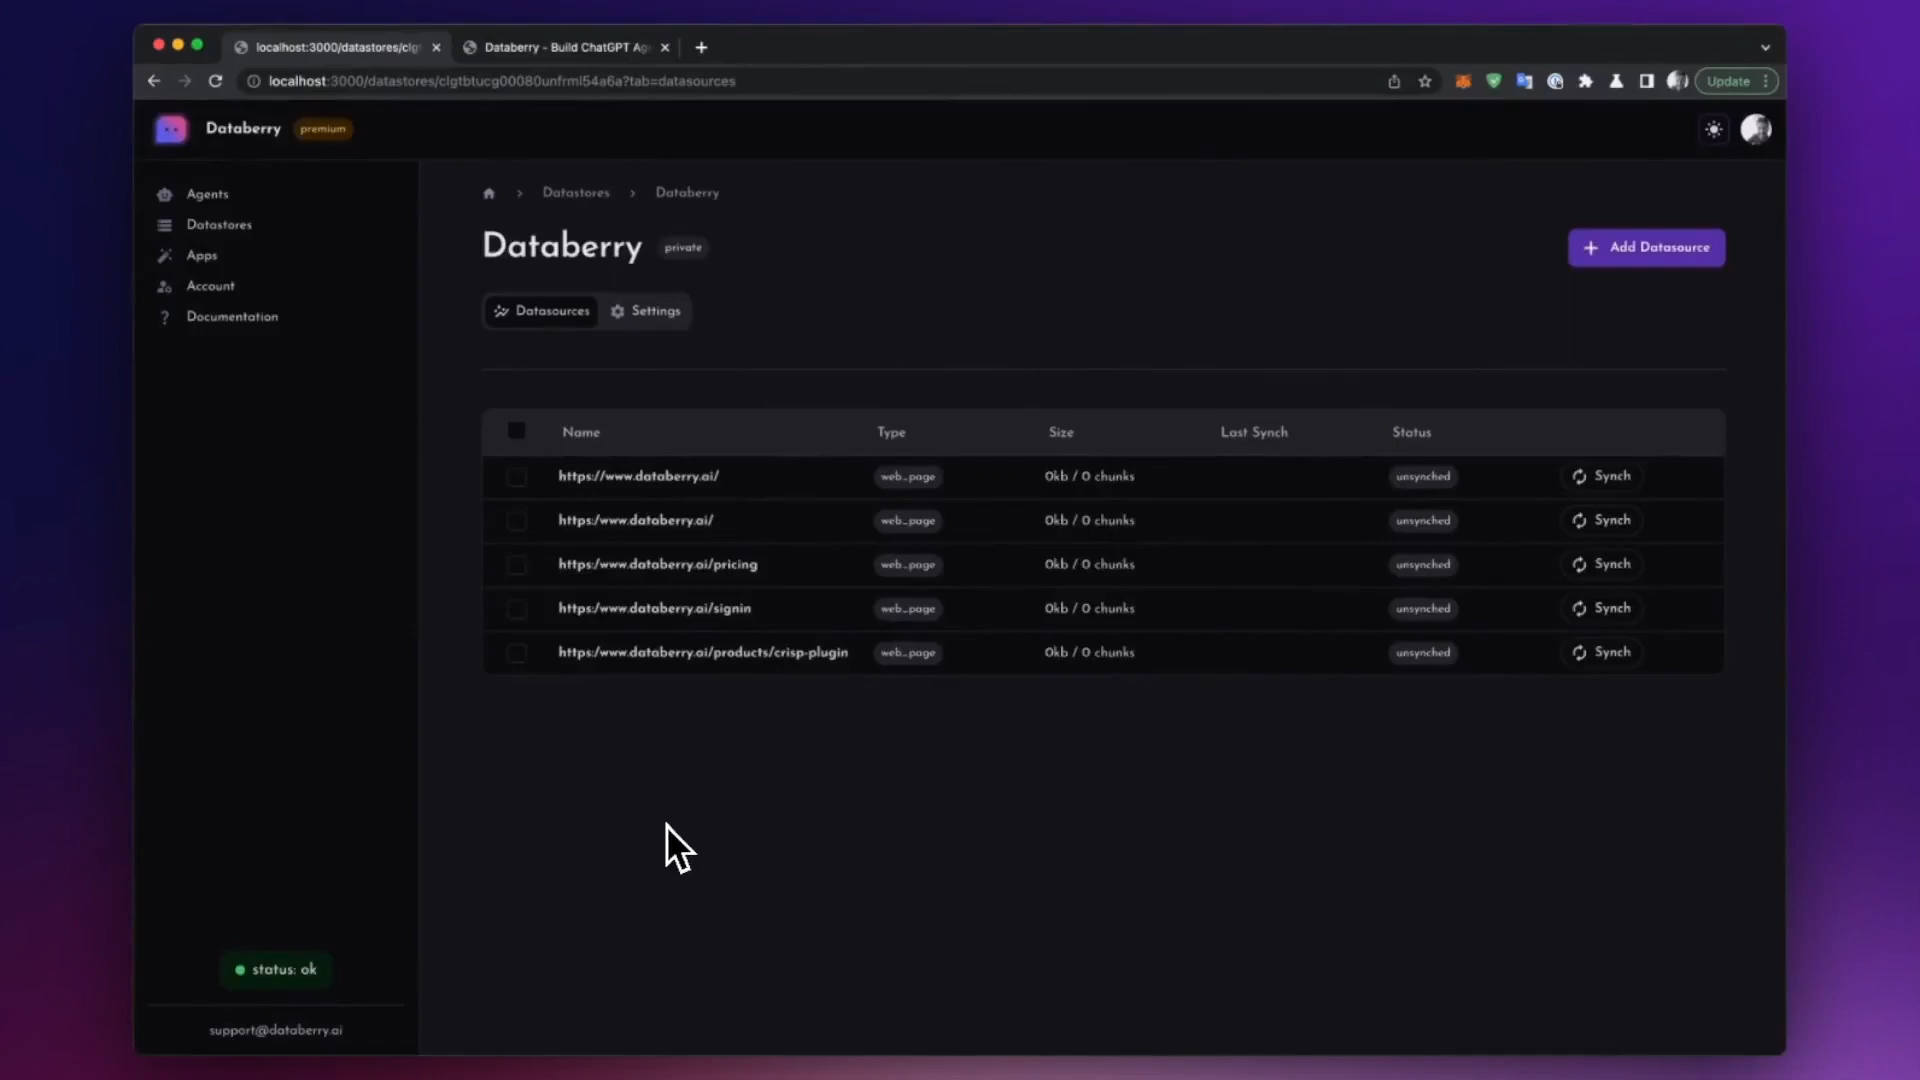 localhost:3000/datastores/clg
Databerry - Build ChatGPT Ag
localhost:3000/datastores/clgtbtucg00080unfrml54a6a?tab=datasources
Update
Databerry premium
Agents
Datastores
Apps
Account
Documentation
Datastores > Databerry
Databerry private
Add Datasource
Datasources Settings
Name Type Size Last Synch Status
https://www.databerry.ai/ web_page 0kb / 0 chunks unsynched Synch
https:/www.databerry.ai/ web_page 0kb / 0 chunks unsynched Synch
https:/www.databerry.ai/pricing web_page 0kb / 0 chunks unsynched Synch
https:/www.databerry.ai/signin web_page 0kb / 0 chunks unsynched Synch
https:/www.databerry.ai/products/crisp-plugin web_page 0kb / 0 chunks unsynched Synch
status: ok
support@databerry.ai